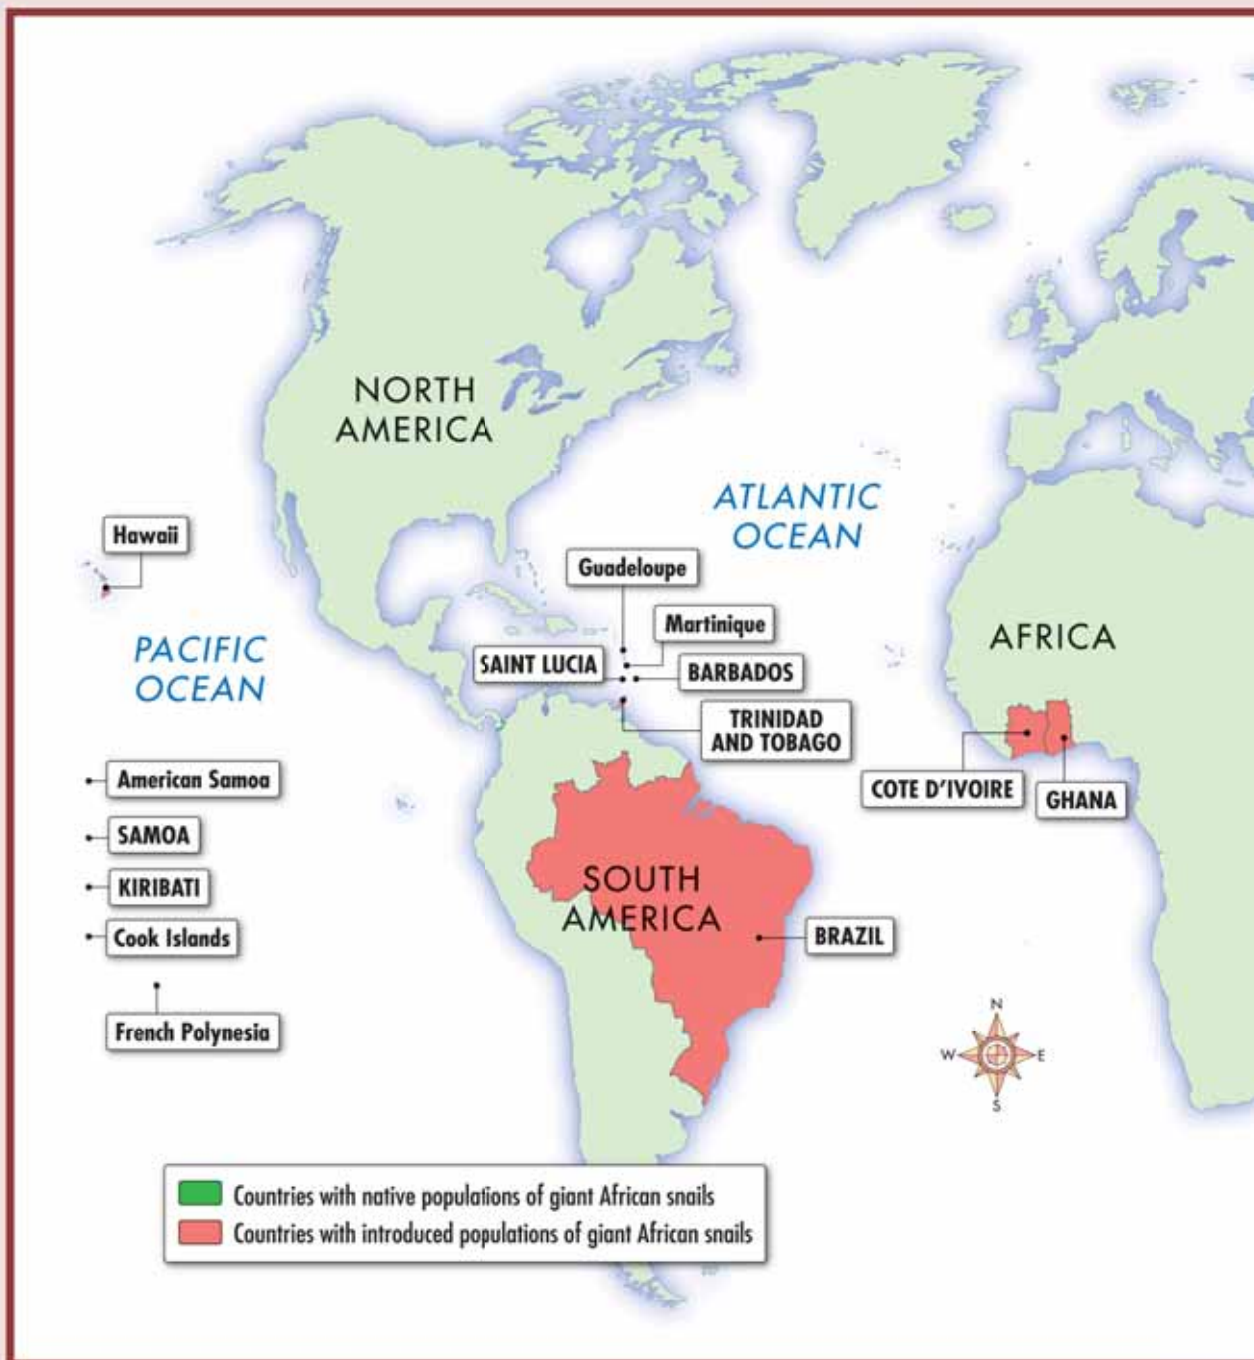 NORTH
AMERICA
ATLANTIC
OCEAN
Hawaii
Guadeloupe
Martinique
PACIFIC
OCEAN
AFRICA
SAINT LUCIA
BARBADOS
TRINIDAD
AND TOBAGO
American Samoa
COTE D'IVOIRE
GHANA
SAMOA
KIRIBATI
SOUTH
AMERICA
Cook Islands
BRAZIL
French Polynesia
N
W
E
S
Countries with native populations of giant African snails
Countries with introduced populations of giant African snails